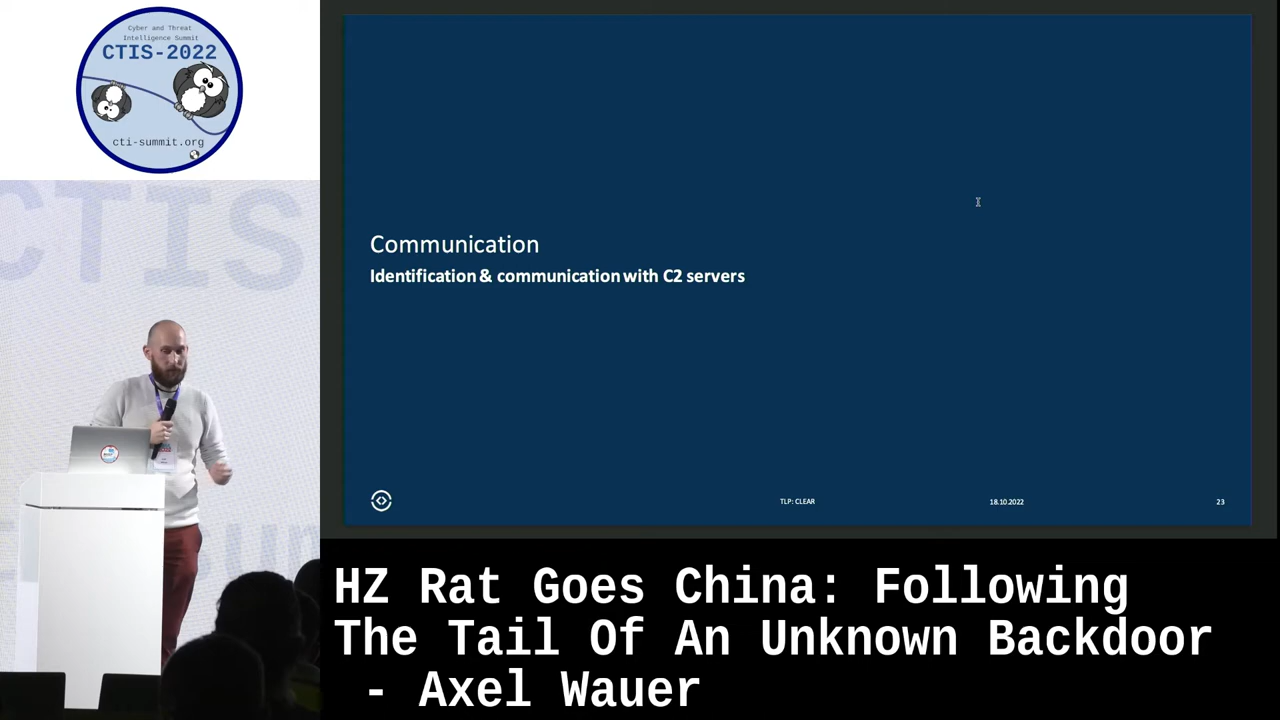 Cyber and Threat
Intelligence Summit
CTIS-2022
cti-summit.org
CTIS
Communication
Identification & communication with C2 servers
TLP: CLEAR
18.10.2022
23
HZ Rat Goes China: Following
The Tail Of An Unknown Backdoor
- Axel Wauer